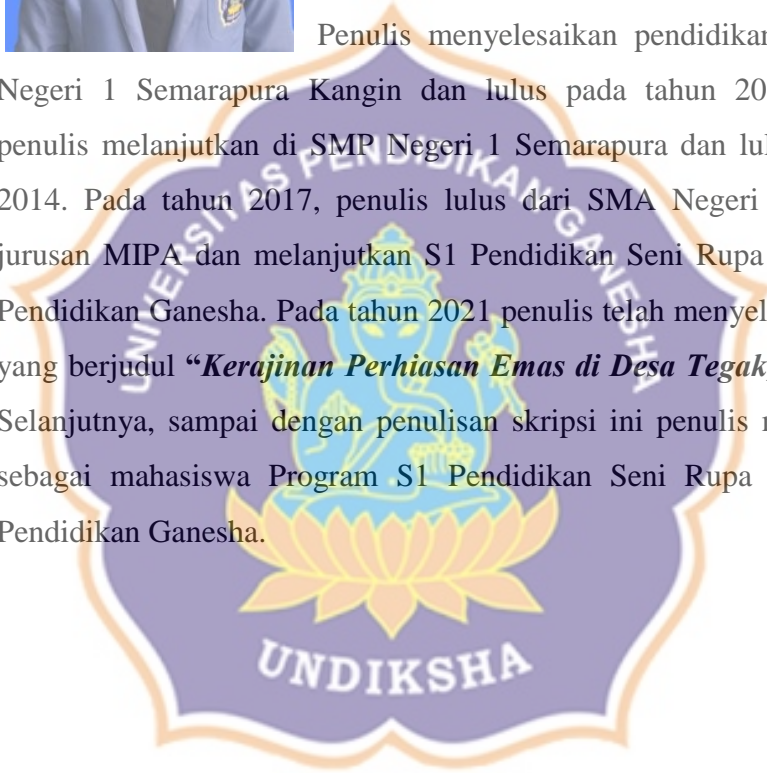 Penulis menyelesaikan pendidikan
Negeri 1 Semarapura Kangin dan lulus pada tahun 20
penulis melanjutkan di SMP Negeri 1 Semarapura dan lul
2014. Pada tahun 2017, penulis lulus dari SMA Negeri
jurusan MIPA dan melanjutkan S1 Pendidikan Seni Rupa
Pendidikan Ganesha. Pada tahun 2021 penulis telah menyel
yang berjudul “Kerajinan Perhiasan Emas di Desa Tegak,
Selanjutnya, sampai dengan penulisan skripsi ini penulis
sebagai mahasiswa Program S1 Pendidikan Seni Rupa
Pendidikan Ganesha.
UNIVERSITAS PENDIDIKAN GANESHA
UNDIKSHA